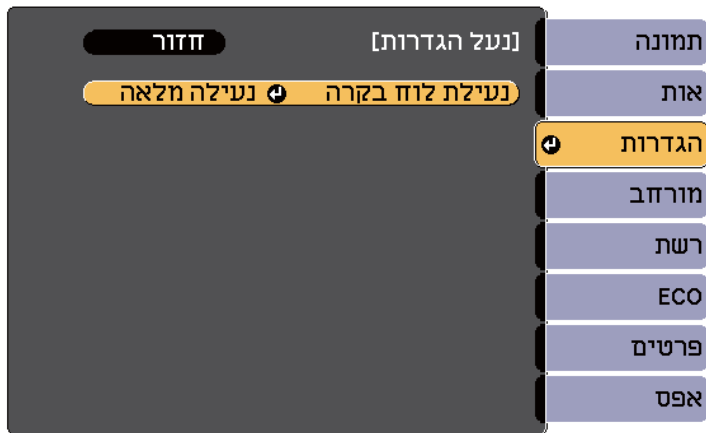 תמונה
אות
הגדרות
מורחב
רשת
ECO
פרטים
אפס
[נעל הגדרות] חזור
נעילת לוח בקרה נעילה מלאה